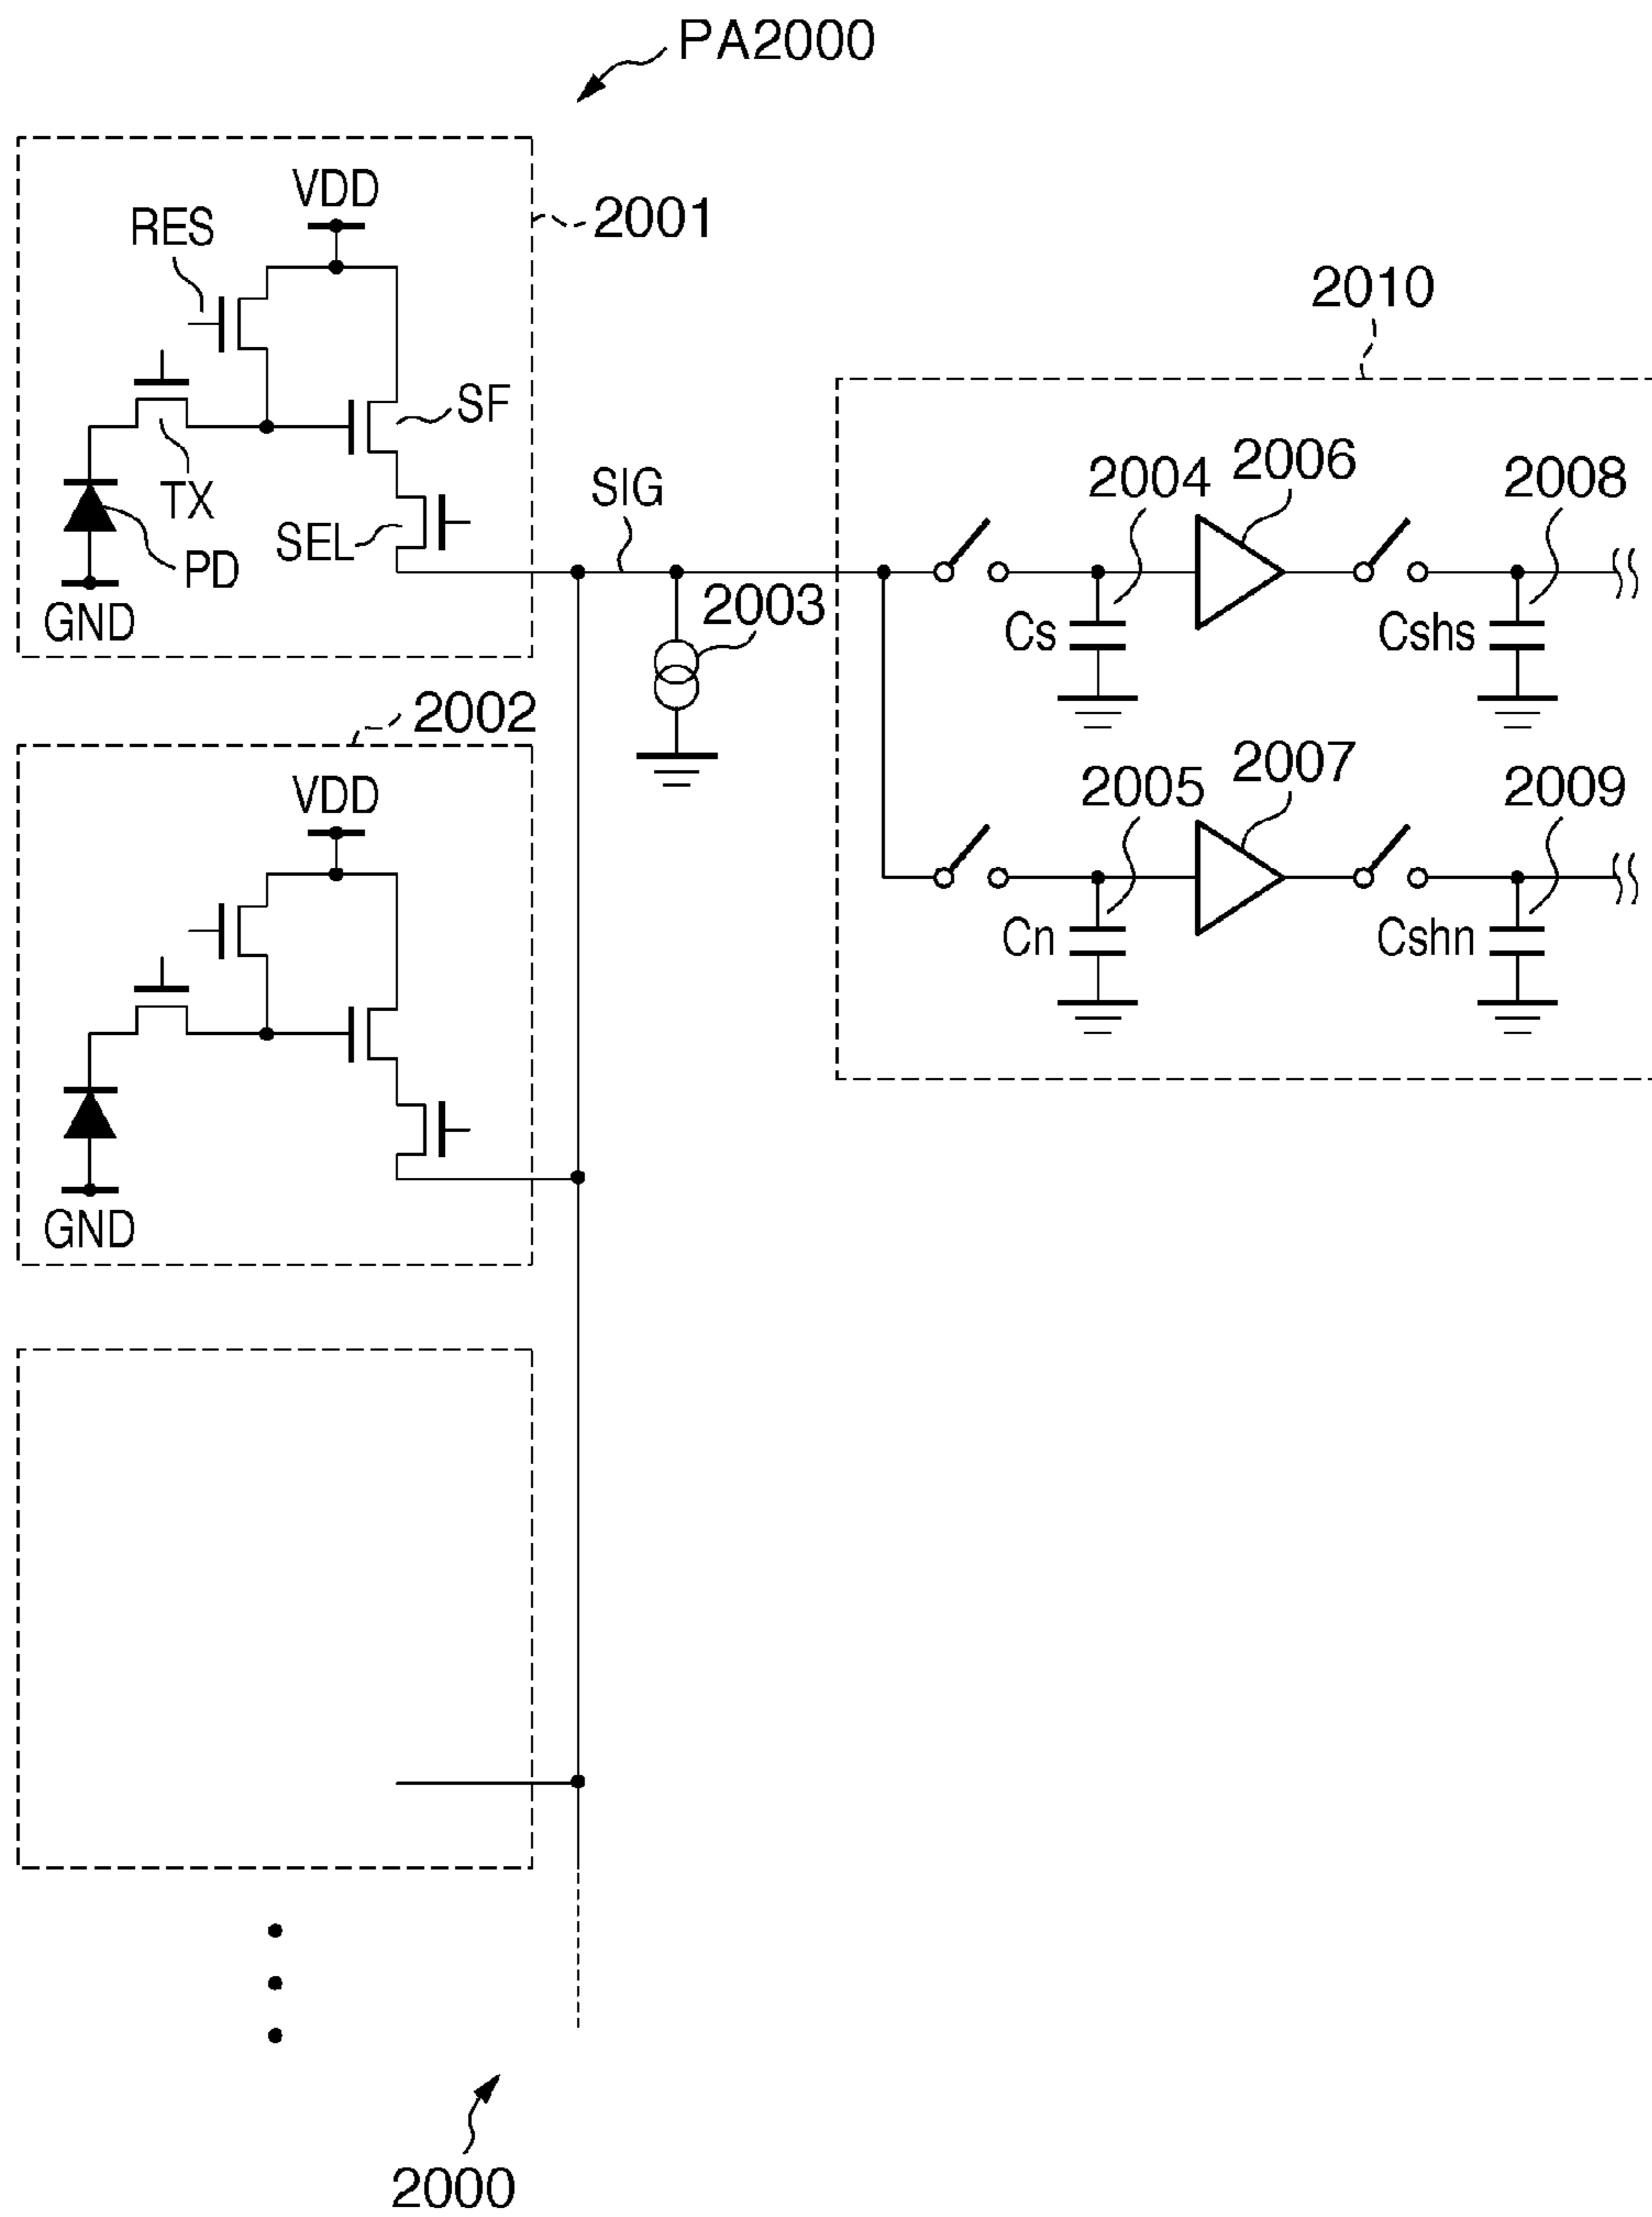 PA2000
VDD
RES
2001
SF
TX
SEL
PD
GND
SIG
2003
2010
2004
2006
2008
Cs
Cshs
2005
2007
2009
Cn
Cshn
2002
VDD
GND
2000